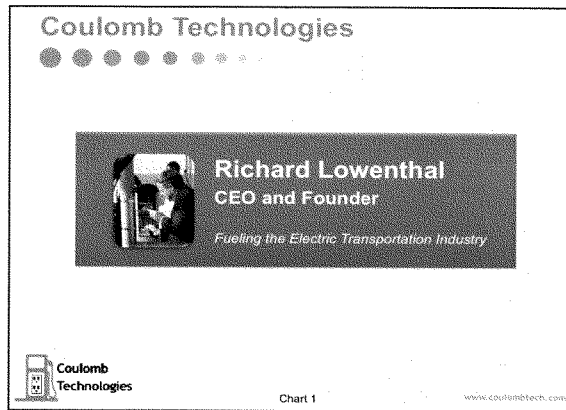 Coulomb Technologies
Richard Lowenthal
CEO and Founder
Fueling the Electric Transportation Industry
Coulomb
Technologies
Chart 1
www.coulombtech.com